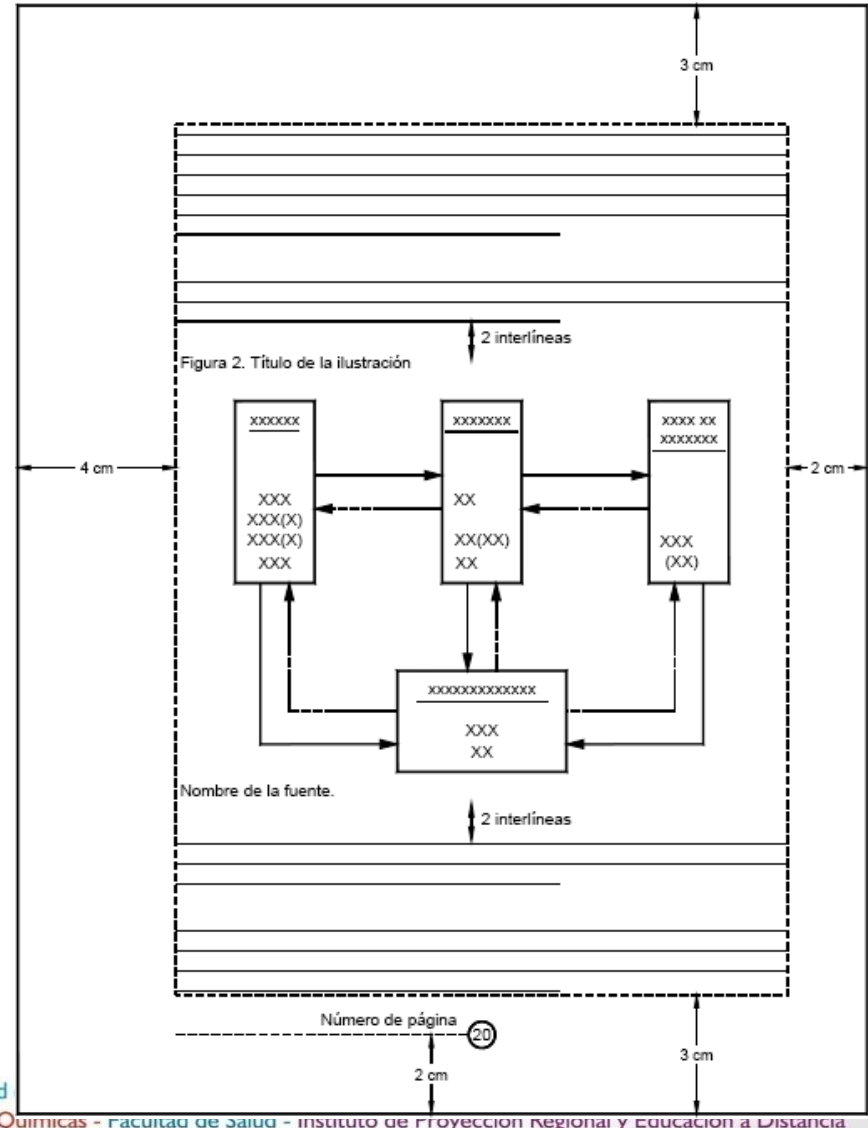 3 cm
2 interlíneas
Figura 2. Título de la ilustración
xxxxxx
xxxxxxx
xxxx xx
xxxxxxx
4 cm
2 cm
XXX
XXX(X)
XXX(X)
XXX
XX
XX(XX)
XX
XXX
(XX)
xxxxxxxxxxxxx
XXX
XX
Nombre de la fuente.
2 interlíneas
Número de página
20
2 cm
3 cm
Químicas - Facultad de Salud - Instituto de Proyección Regional y Educación a Distancia